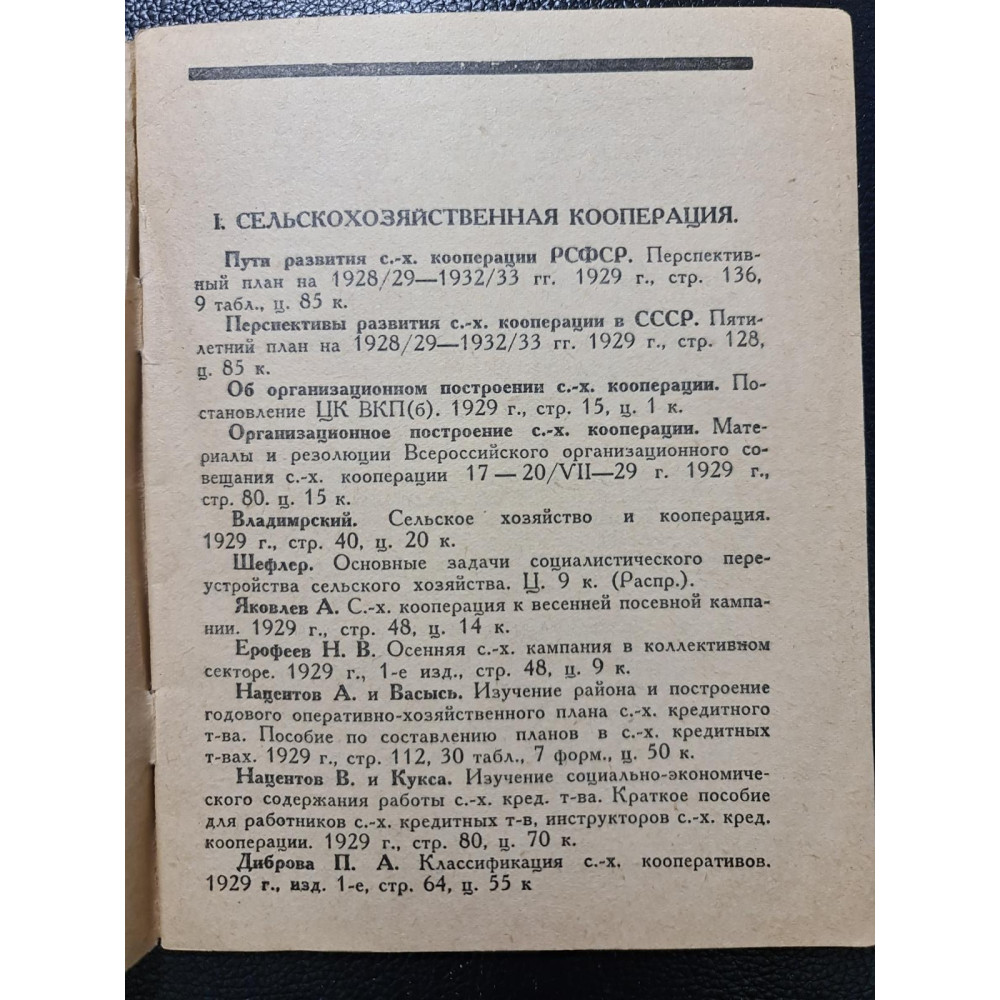 I. СЕЛЬСКОХОЗЯЙСТВЕННАЯ КООПЕРАЦИЯ.
Пути развития с.-х. кооперации РСФСР. Перспектив-
ный план на 1928/29—1932/33 гг. 1929 г., стр. 136,
9 табл., ц. 85 к.
Перспективы развития с.-х. кооперации в СССР. Пяти-
летний план на 1928/29—1932/33 гг. 1929 г., стр. 128,
ц. 85 к.
Об организационном построении с.-х. кооперации. По-
становление ЦК ВКП(б). 1929 г., стр. 15, ц. 1 к.
Организационное построение с.-х. кооперации. Мате-
риалы и резолюции Всероссийского организационного со-
вещания с.-х. кооперации 17—20/VII—29 г. 1929 г.,
стр. 80. ц. 15 к.
Владимрский. Сельское хозяйство и кооперация.
1929 г., стр. 40, ц. 20 к.
Шефлер. Основные задачи социалистического пере-
устройства сельского хозяйства. Ц. 9 к. (Распр.).
Яковлев А. С.-х. кооперация к весенней посевной кампа-
нии. 1929 г., стр. 48, ц. 14 к.
Ерофеев Н. В. Осенняя с.-х. кампания в коллективном
секторе. 1929 г., 1-е изд., стр. 48, ц. 9 к.
Нацентов А. и Васысь. Изучение района и построение
годового оперативно-хозяйственного плана с.-х. кредитного
т-ва. Пособие по составлению планов в с.-х. кредитных
т-вах. 1929 г., стр. 112, 30 табл., 7 форм., ц. 50 к.
Нацентов В. и Кукса. Изучение социально-экономиче-
ского содержания работы с.-х. кред. т-ва. Краткое пособие
для работников с.-х. кредитных т-в, инструкторов с.-х. кред.
кооперации. 1929 г., стр. 80, ц. 70 к.
Диброва П. А. Классификация с.-х. кооперативов.
1929 г., изд. 1-е, стр. 64, ц. 55 к